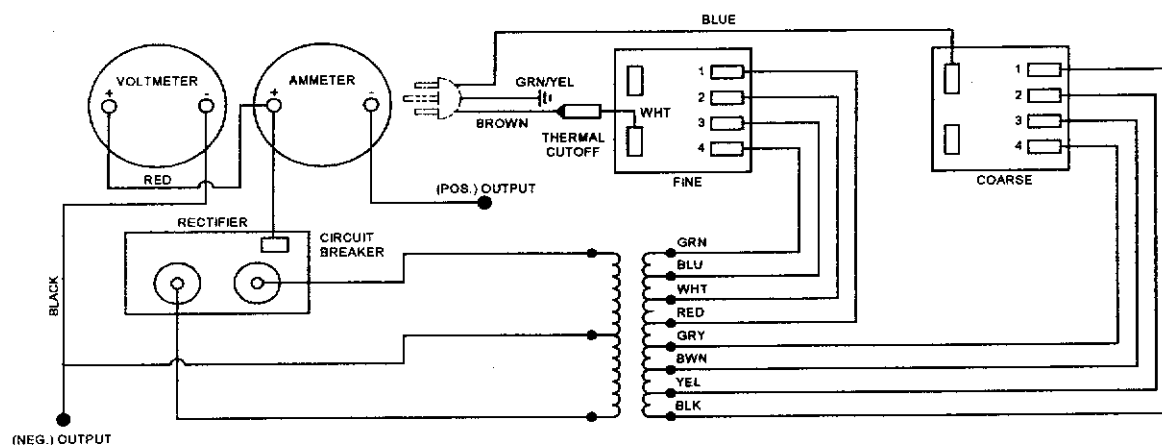 BLUE
VOLTMETER
+ -
AMMETER
+ -
RED
GRN/YEL
BROWN
WHT
THERMAL
CUTOFF
1
2
3
4
FINE
1
2
3
4
COARSE
(POS.) OUTPUT
RECTIFIER
CIRCUIT
BREAKER
BLACK
GRN
BLU
WHT
RED
GRY
BWN
YEL
BLK
(NEG.) OUTPUT